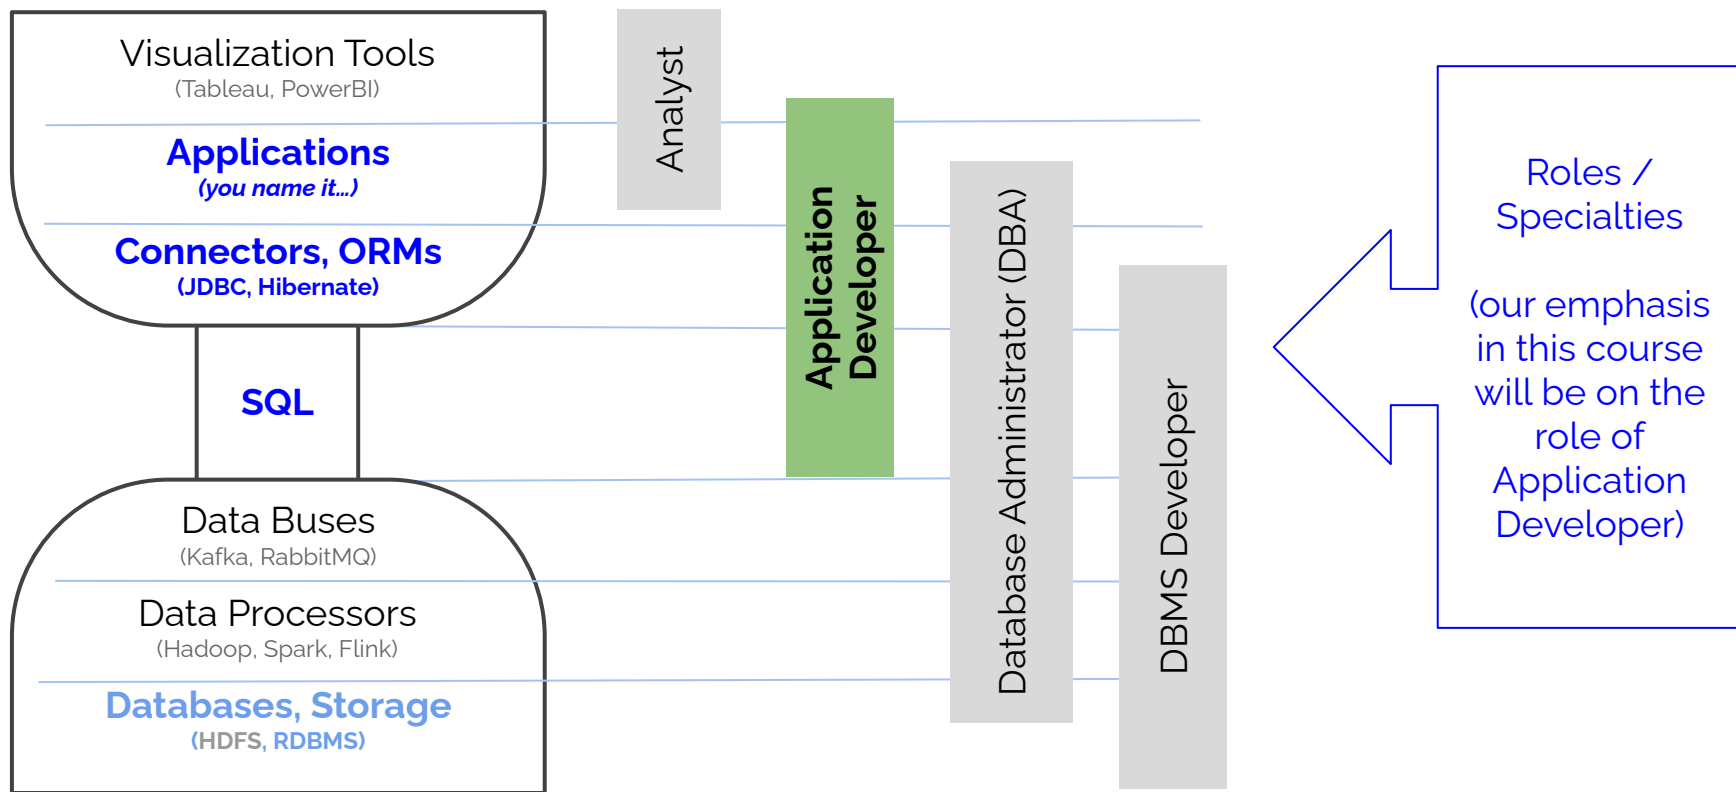 Visualization Tools
(Tableau, PowerBI)
Applications
(you name it…)
Connectors, ORMs
(JDBC, Hibernate)
SQL
Data Buses
(Kafka, RabbitMQ)
Data Processors
(Hadoop, Spark, Flink)
Databases, Storage
(HDFS, RDBMS)
Analyst
Application
Developer
Database Administrator (DBA)
DBMS Developer
Roles /
Specialties
(our emphasis
in this course
will be on the
role of
Application
Developer)